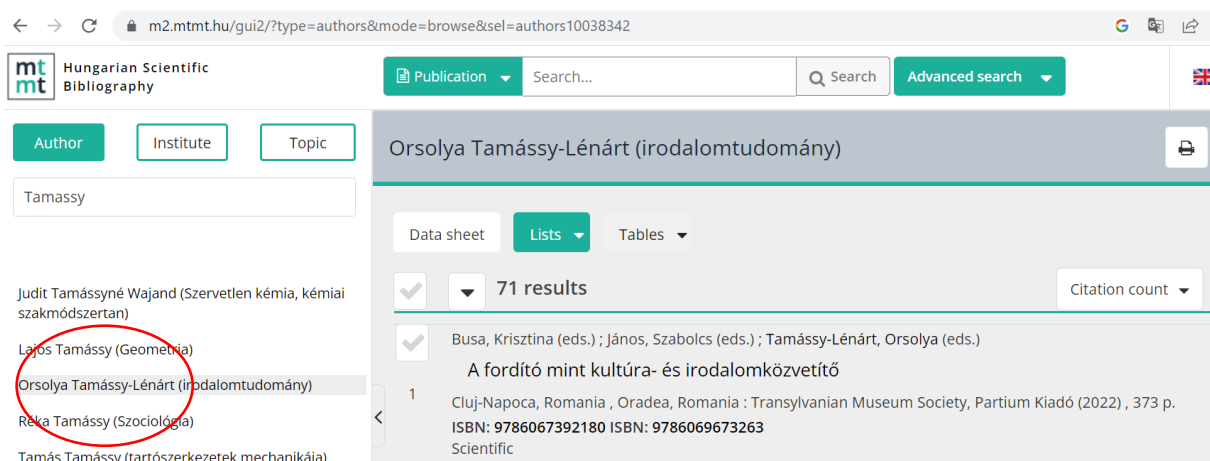 m2.mtmt.hu/gui2/?type=authors&mode=browse&sel=authors10038342
G
mt
mt
Hungarian Scientific
Bibliography
Publication
Search...
Search
Advanced search
Author
Institute
Topic
Tamassy
Judit Tamássyné Wajand (Szervetlen kémia, kémiai
szakmódszertan)
Lajos Tamássy (Geometria)
Orsolya Tamássy-Lénárt (irodalomtudomány)
Réka Tamássy (Szociológia)
Tamás Tamássy (tartószerkezetek mechanikája)
Orsolya Tamássy-Lénárt (irodalomtudomány)
Data sheet
Lists
Tables
71 results
Citation count
Busa, Krisztina (eds.) ; János, Szabolcs (eds.) ; Tamássy-Lénárt, Orsolya (eds.)
A fordító mint kultúra- és irodalomközvetítő
1
Cluj-Napoca, Romania , Oradea, Romania : Transylvanian Museum Society, Partium Kiadó (2022) , 373 p.
ISBN: 9786067392180 ISBN: 9786069673263
Scientific